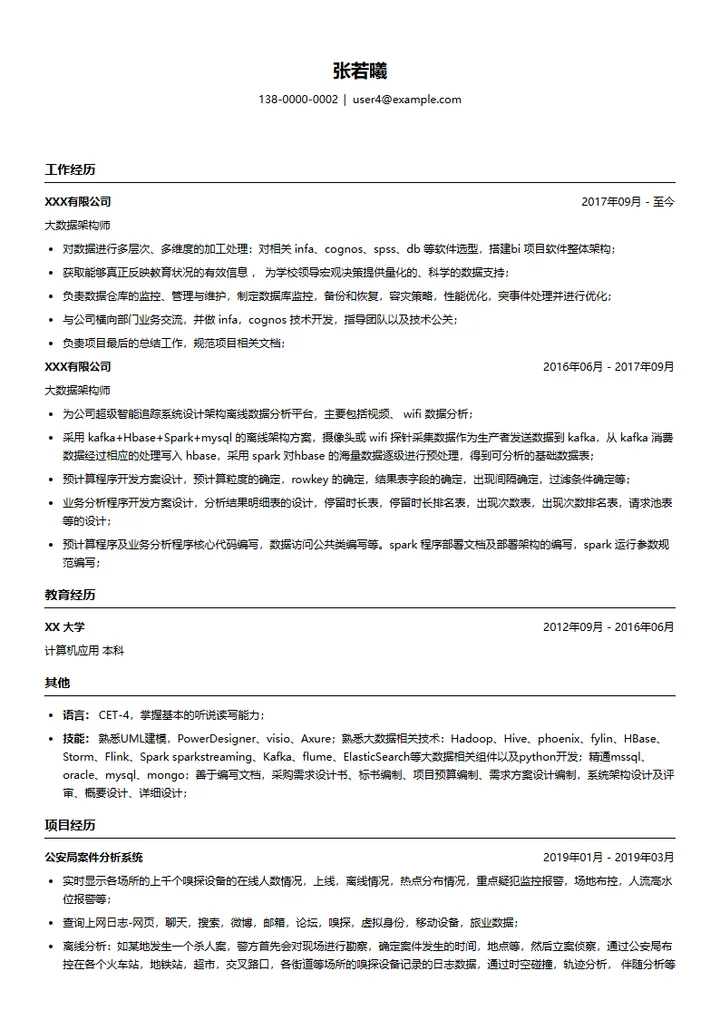 张若曦
138-0000-0002 | user4@example.com
工作经历
XXX有限公司 2017年09月 - 至今
大数据架构师
• 对数据进行多层次、多维度的加工处理：对相关 infa、cognos、spss、db 等软件选型，搭建bi 项目软件整体架构；
• 获取能够真正反映教育状况的有效信息 ， 为学校领导宏观决策提供量化的、科学的数据支持；
• 负责数据仓库的监控、管理与维护，制定数据库监控，备份和恢复，容灾策略，性能优化，突事件处理并进行优化；
• 与公司横向部门业务交流，并做 infa，cognos 技术开发，指导团队以及技术公关；
• 负责项目最后的总结工作，规范项目相关文档；
XXX有限公司 2016年06月 - 2017年09月
大数据架构师
• 为公司超级智能追踪系统设计架构离线数据分析平台，主要包括视频、 wifi 数据分析；
• 采用 kafka+Hbase+Spark+mysql 的离线架构方案，摄像头或 wifi 探针采集数据作为生产者发送数据到 kafka，从 kafka 消费
数据经过相应的处理写入 hbase，采用 spark 对hbase 的海量数据逐级进行预处理，得到可分析的基础数据表；
• 预计算程序开发方案设计，预计算粒度的确定，rowkey 的确定，结果表字段的确定，出现间隔确定，过滤条件确定等；
• 业务分析程序开发方案设计，分析结果明细表的设计，停留时长表，停留时长排名表，出现次数表，出现次数排名表，请求池表
等的设计；
• 预计算程序及业务分析程序核心代码编写，数据访问公共类编写等。spark 程序部署文档及部署架构的编写，spark 运行参数规
范编写；
教育经历
XX 大学 2012年09月 - 2016年06月
计算机应用 本科
其他
• 语言： CET-4，掌握基本的听说读写能力；
• 技能： 熟悉UML建模，PowerDesigner、visio、Axure；熟悉大数据相关技术：Hadoop、Hive、phoenix、fylin、HBase、
Storm、Flink、Spark sparkstreaming、Kafka、flume、ElasticSearch等大数据相关组件以及python开发；精通mssql、
oracle、mysql、mongo；善于编写文档，采购需求设计书、标书编制、项目预算编制、需求方案设计编制，系统架构设计及评
审、概要设计、详细设计；
项目经历
公安局案件分析系统 2019年01月 - 2019年03月
• 实时显示各场所的上千个嗅探设备的在线人数情况，上线，离线情况，热点分布情况，重点疑犯监控报警，场地布控，人流高水
位报警等；
• 查询上网日志-网页，聊天，搜索，微博，邮箱，论坛，嗅探，虚拟身份，移动设备，旅业数据；
• 离线分析：如某地发生一个杀人案，警方首先会对现场进行勘察，确定案件发生的时间，地点等，然后立案侦察，通过公安局布
控在各个火车站，地铁站，超市，交叉路口，各街道等场所的嗅探设备记录的日志数据，通过时空碰撞，轨迹分析， 伴随分析等